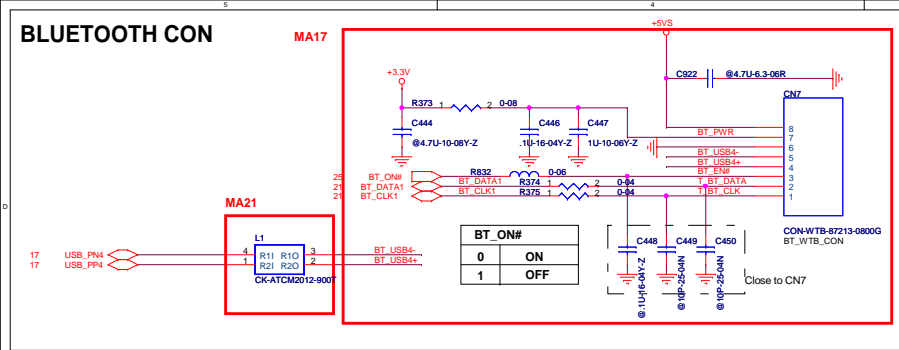 5
4
BLUETOOTH CON
MA17
+5VS
C922
@4.7U-6.3-06R
+3.3V
CN7
R373
1
2
0-08
C444
@4.7U-10-08Y-Z
C446
.1U-16-04Y-Z
C447
1U-10-06Y-Z
BT_PWR
8
7
6
BT_USB4-
5
BT_USB4+
4
25
BT_ON#
R832
0-06
BT_EN#
3
21
BT_DATA1
BT_DATA1
R374
1
2
0-04
T_BT_DATA
2
21
BT_CLK1
BT_CLK1
R375
1
2
0-04
T_BT_CLK
1
D
MA21
CON-WTB-87213-0800G
BT_WTB_CON
BT_ON#
0 ON
1 OFF
C448
@.1U-16-04Y-Z
C449
@10P-25-04N
C450
@10P-25-04N
Close to CN7
L1
17
USB_PN4
4
R1I
R1O
3
BT_USB4-
17
USB_PP4
1
R2I
R2O
2
BT_USB4+
CK-ATCM2012-900T